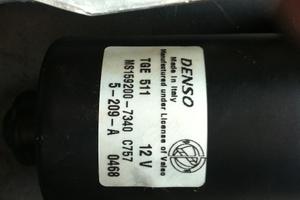 DENSO
Made in Italy
Manufactured under License of Valeo
TGE 511 12 V
MS159200-7340 C757
5-209-A 0468